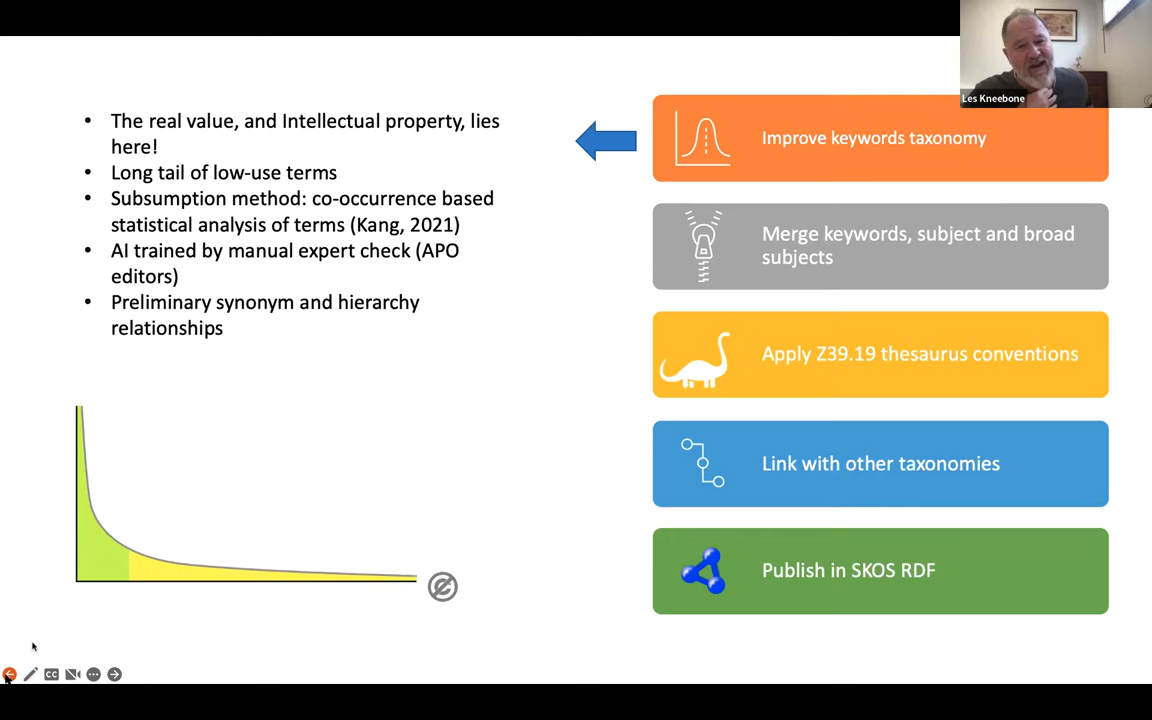 Les Kneebone
• The real value, and Intellectual property, lies
here!
• Long tail of low-use terms
• Subsumption method: co-occurrence based
statistical analysis of terms (Kang, 2021)
• AI trained by manual expert check (APO
editors)
• Preliminary synonym and hierarchy
relationships
Improve keywords taxonomy
Merge keywords, subject and broad
subjects
Apply Z39.19 thesaurus conventions
Link with other taxonomies
Publish in SKOS RDF
CC